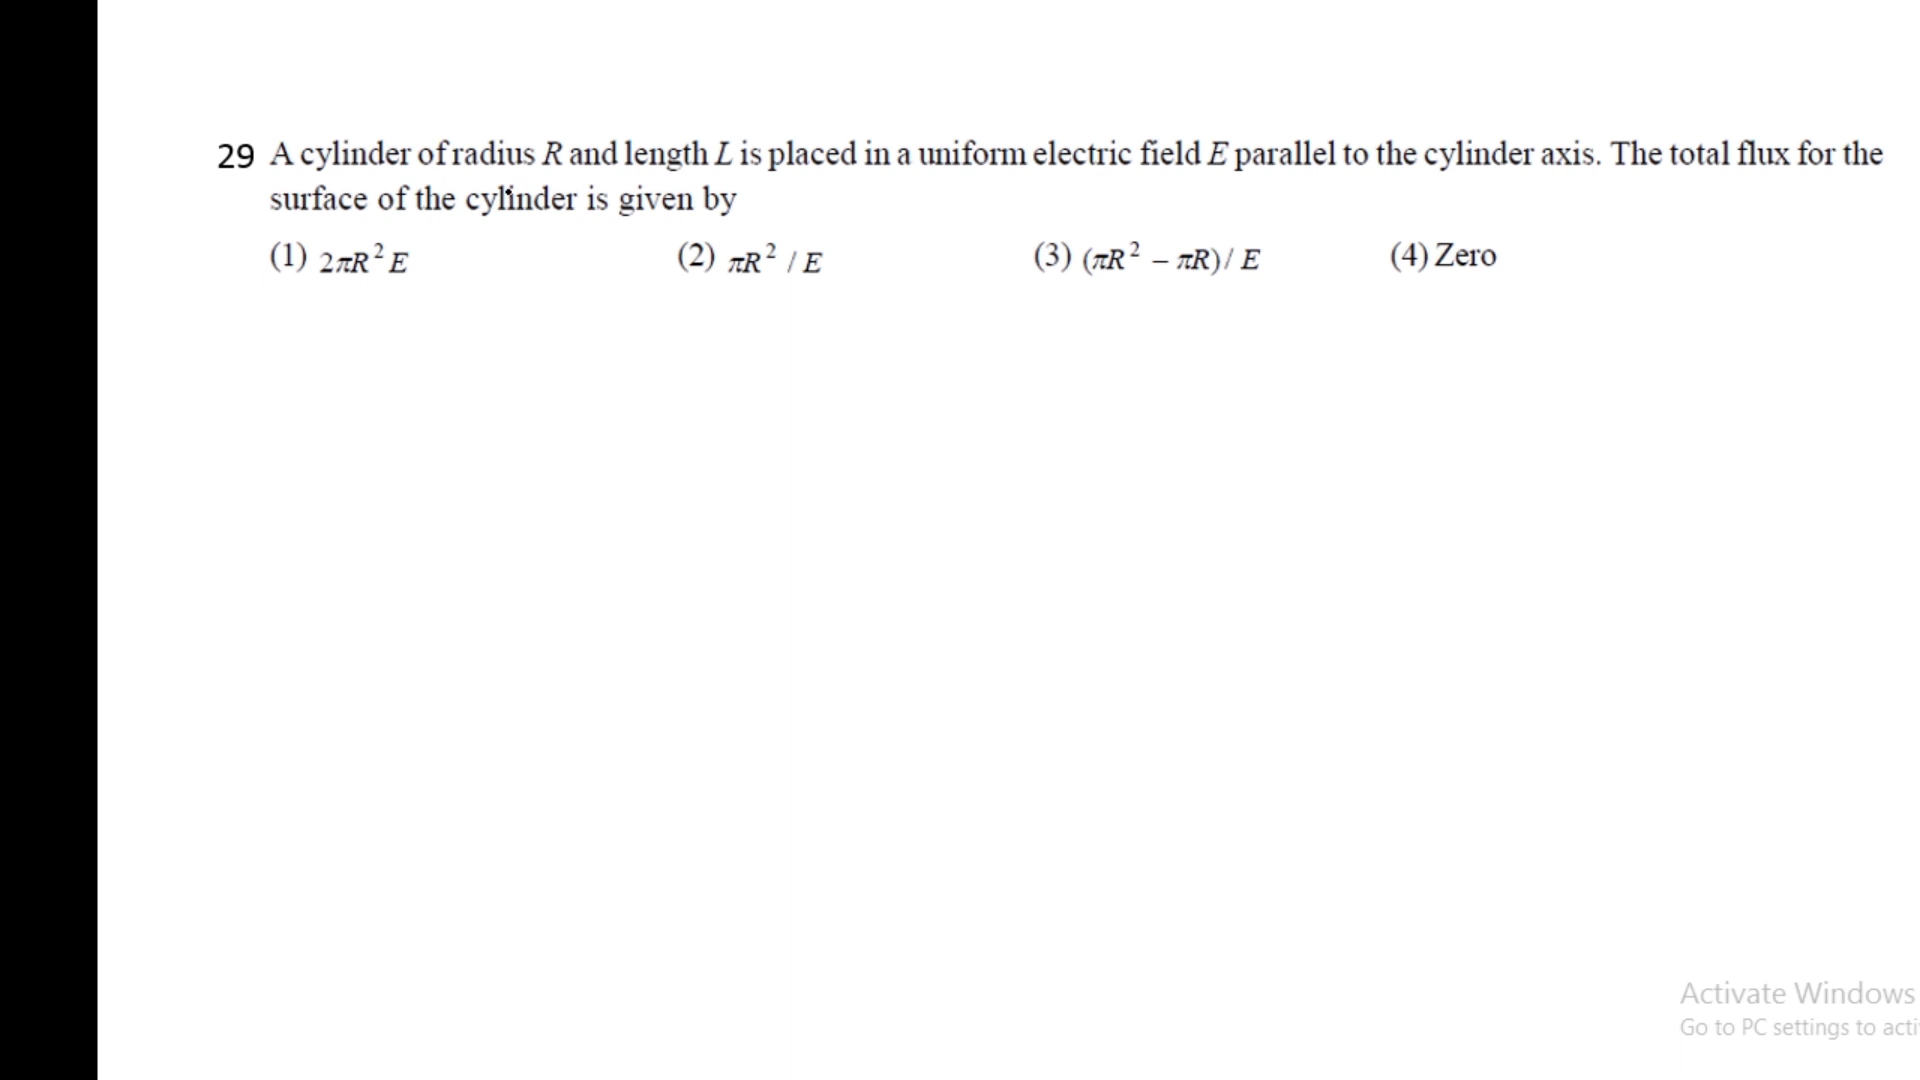 29 A cylinder of radius R and length L is placed in a uniform electric field E parallel to the cylinder axis. The total flux for the
surface of the cylinder is given by
(1) 2πR² E (2) πR² / E (3) (πR² – πR)/ E (4) Zero
Activate Windows
Go to PC settings to acti